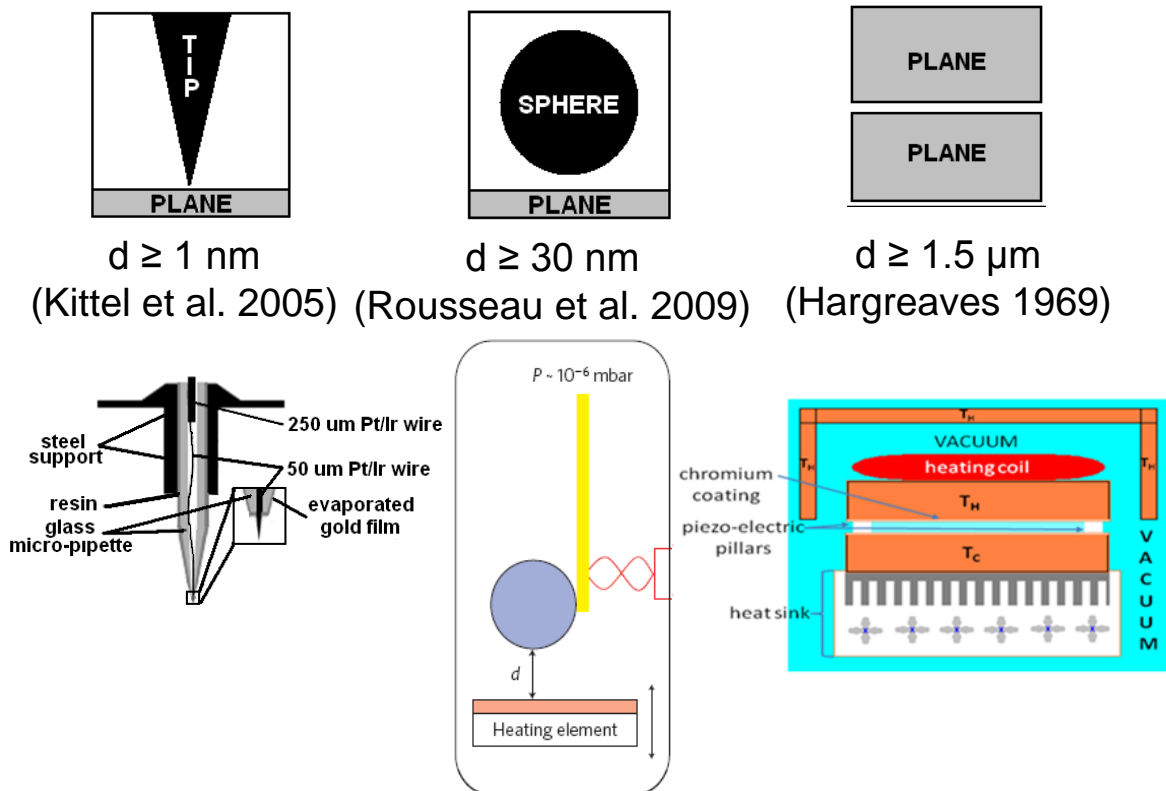 TIP
PLANE
SPHERE
PLANE
PLANE
PLANE
d ≥ 1 nm
(Kittel et al. 2005)
d ≥ 30 nm
(Rousseau et al. 2009)
d ≥ 1.5 µm
(Hargreaves 1969)
250 um Pt/Ir wire
steel
support
50 um Pt/Ir wire
resin
glass
micro-pipette
evaporated
gold film
P ~ 10⁻⁶ mbar
d
Heating element
T_H
VACUUM
T_H
heating coil
T_H
chromium
coating
T_H
piezo-electric
pillars
T_C
heat sink
VACUUM